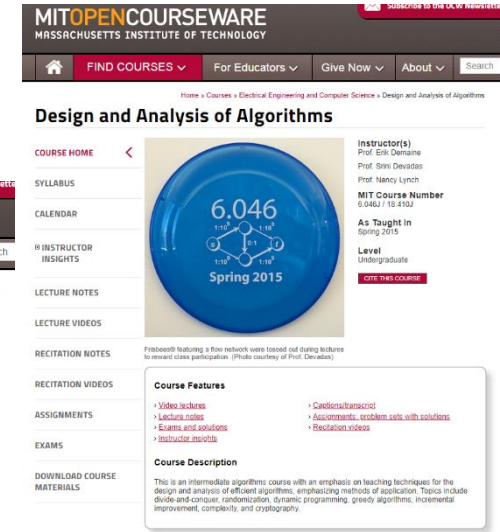 MITOPENCOURSEWARE
MASSACHUSETTS INSTITUTE OF TECHNOLOGY
Subscribe to the OCW Newsletter
FIND COURSES
For Educators
Give Now
About
Search
Home » Courses » Electrical Engineering and Computer Science » Design and Analysis of Algorithms
Design and Analysis of Algorithms
COURSE HOME
SYLLABUS
CALENDAR
INSTRUCTOR
INSIGHTS
LECTURE NOTES
LECTURE VIDEOS
RECITATION NOTES
RECITATION VIDEOS
ASSIGNMENTS
EXAMS
DOWNLOAD COURSE
MATERIALS
6.046
s
0:1
t
Spring 2015
Frisbees® featuring a flow network were tossed out during lectures
to reward class participation. (Photo courtesy of Prof. Devadas)
Instructor(s)
Prof. Erik Demaine
Prof. Srini Devadas
Prof. Nancy Lynch
MIT Course Number
6.046J / 18.410J
As Taught In
Spring 2015
Level
Undergraduate
CITE THIS COURSE
Course Features
› Video lectures
› Captions/transcript
› Lecture notes
› Assignments: problem sets with solutions
› Exams and solutions
› Recitation videos
› Instructor insights
Course Description
This is an intermediate algorithms course with an emphasis on teaching techniques for the
design and analysis of efficient algorithms, emphasizing methods of application. Topics include
divide-and-conquer, randomization, dynamic programming, greedy algorithms, incremental
improvement, complexity, and cryptography.